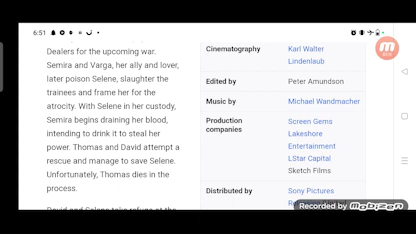 6:51
Dealers for the upcoming war.
Semira and Varga, her ally and lover,
later poison Selene, slaughter the
trainees and frame her for the
atrocity. With Selene in her custody,
Semira begins draining her blood,
intending to drink it to steal her
power. Thomas and David attempt a
rescue and manage to save Selene.
Unfortunately, Thomas dies in the
process.
Cinematography Karl Walter
Lindenlaub
Edited by Peter Amundson
Music by Michael Wandmacher
Production Screen Gems
companies Lakeshore
Entertainment
LStar Capital
Sketch Films
Distributed by Sony Pictures
Recorded by Mobizen